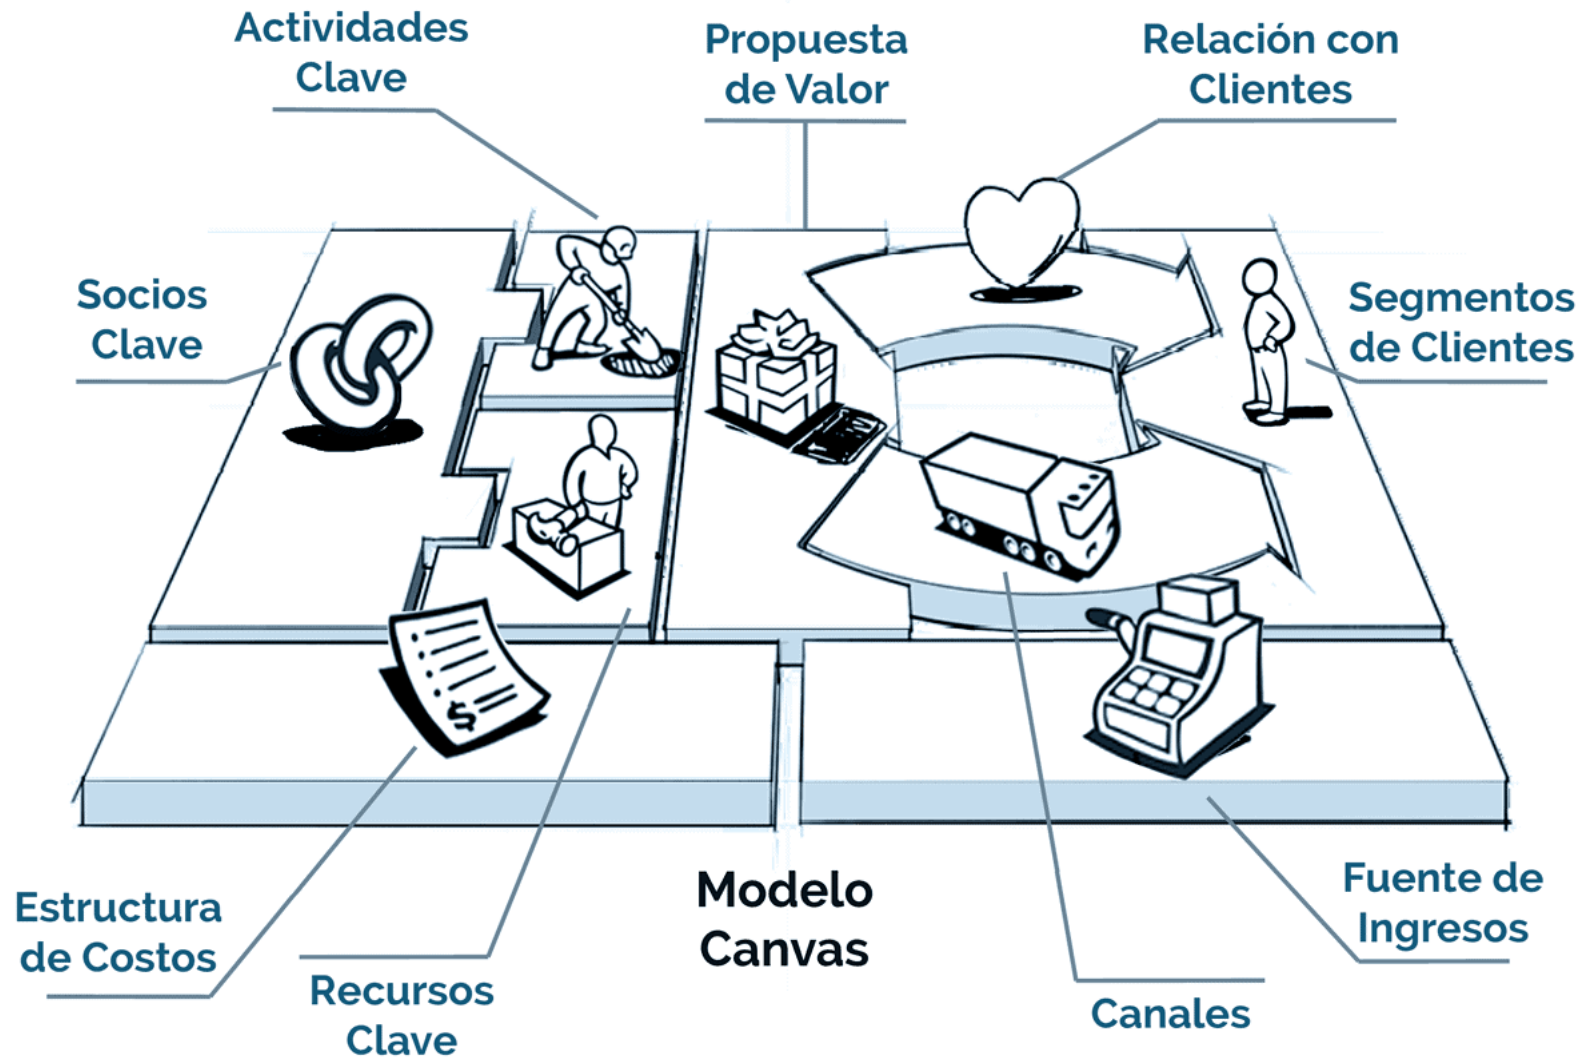 Actividades
Clave
Propuesta
de Valor
Relación con
Clientes
Socios
Clave
Segmentos
de Clientes
$
Estructura
de Costos
Recursos
Clave
Modelo
Canvas
Canales
Fuente de
Ingresos